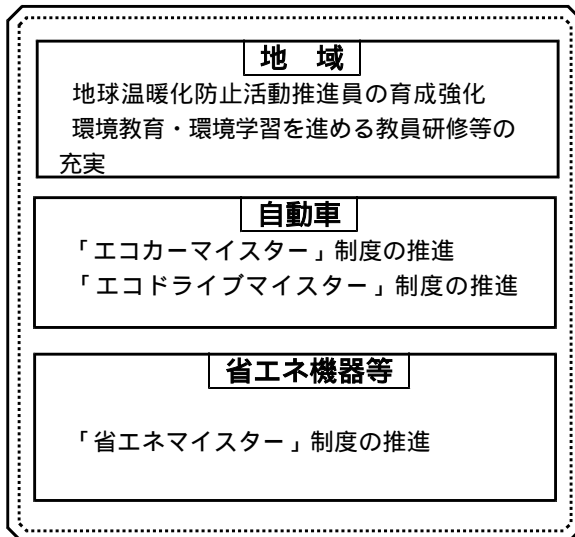 地　域
地球温暖化防止活動推進員の育成強化
環境教育・環境学習を進める教員研修等の
充実
自動車
「エコカーマイスター」制度の推進
「エコドライブマイスター」制度の推進
省エネ機器等
「省エネマイスター」制度の推進